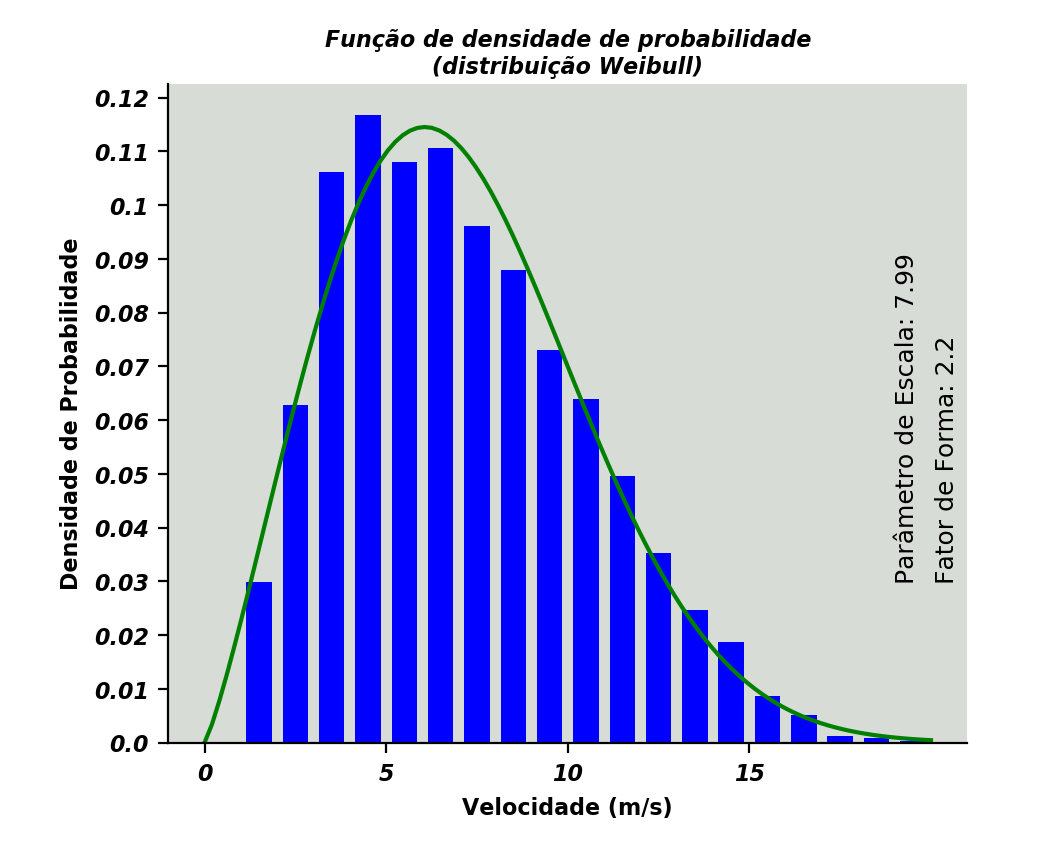 Função de densidade de probabilidade
(distribuição Weibull)
0.12
0.11
0.1
0.09
0.08
0.07
0.06
0.05
0.04
0.03
0.02
0.01
0.0
Densidade de Probabilidade
Parâmetro de Escala: 7.99
Fator de Forma: 2.2
0 5 10 15
Velocidade (m/s)